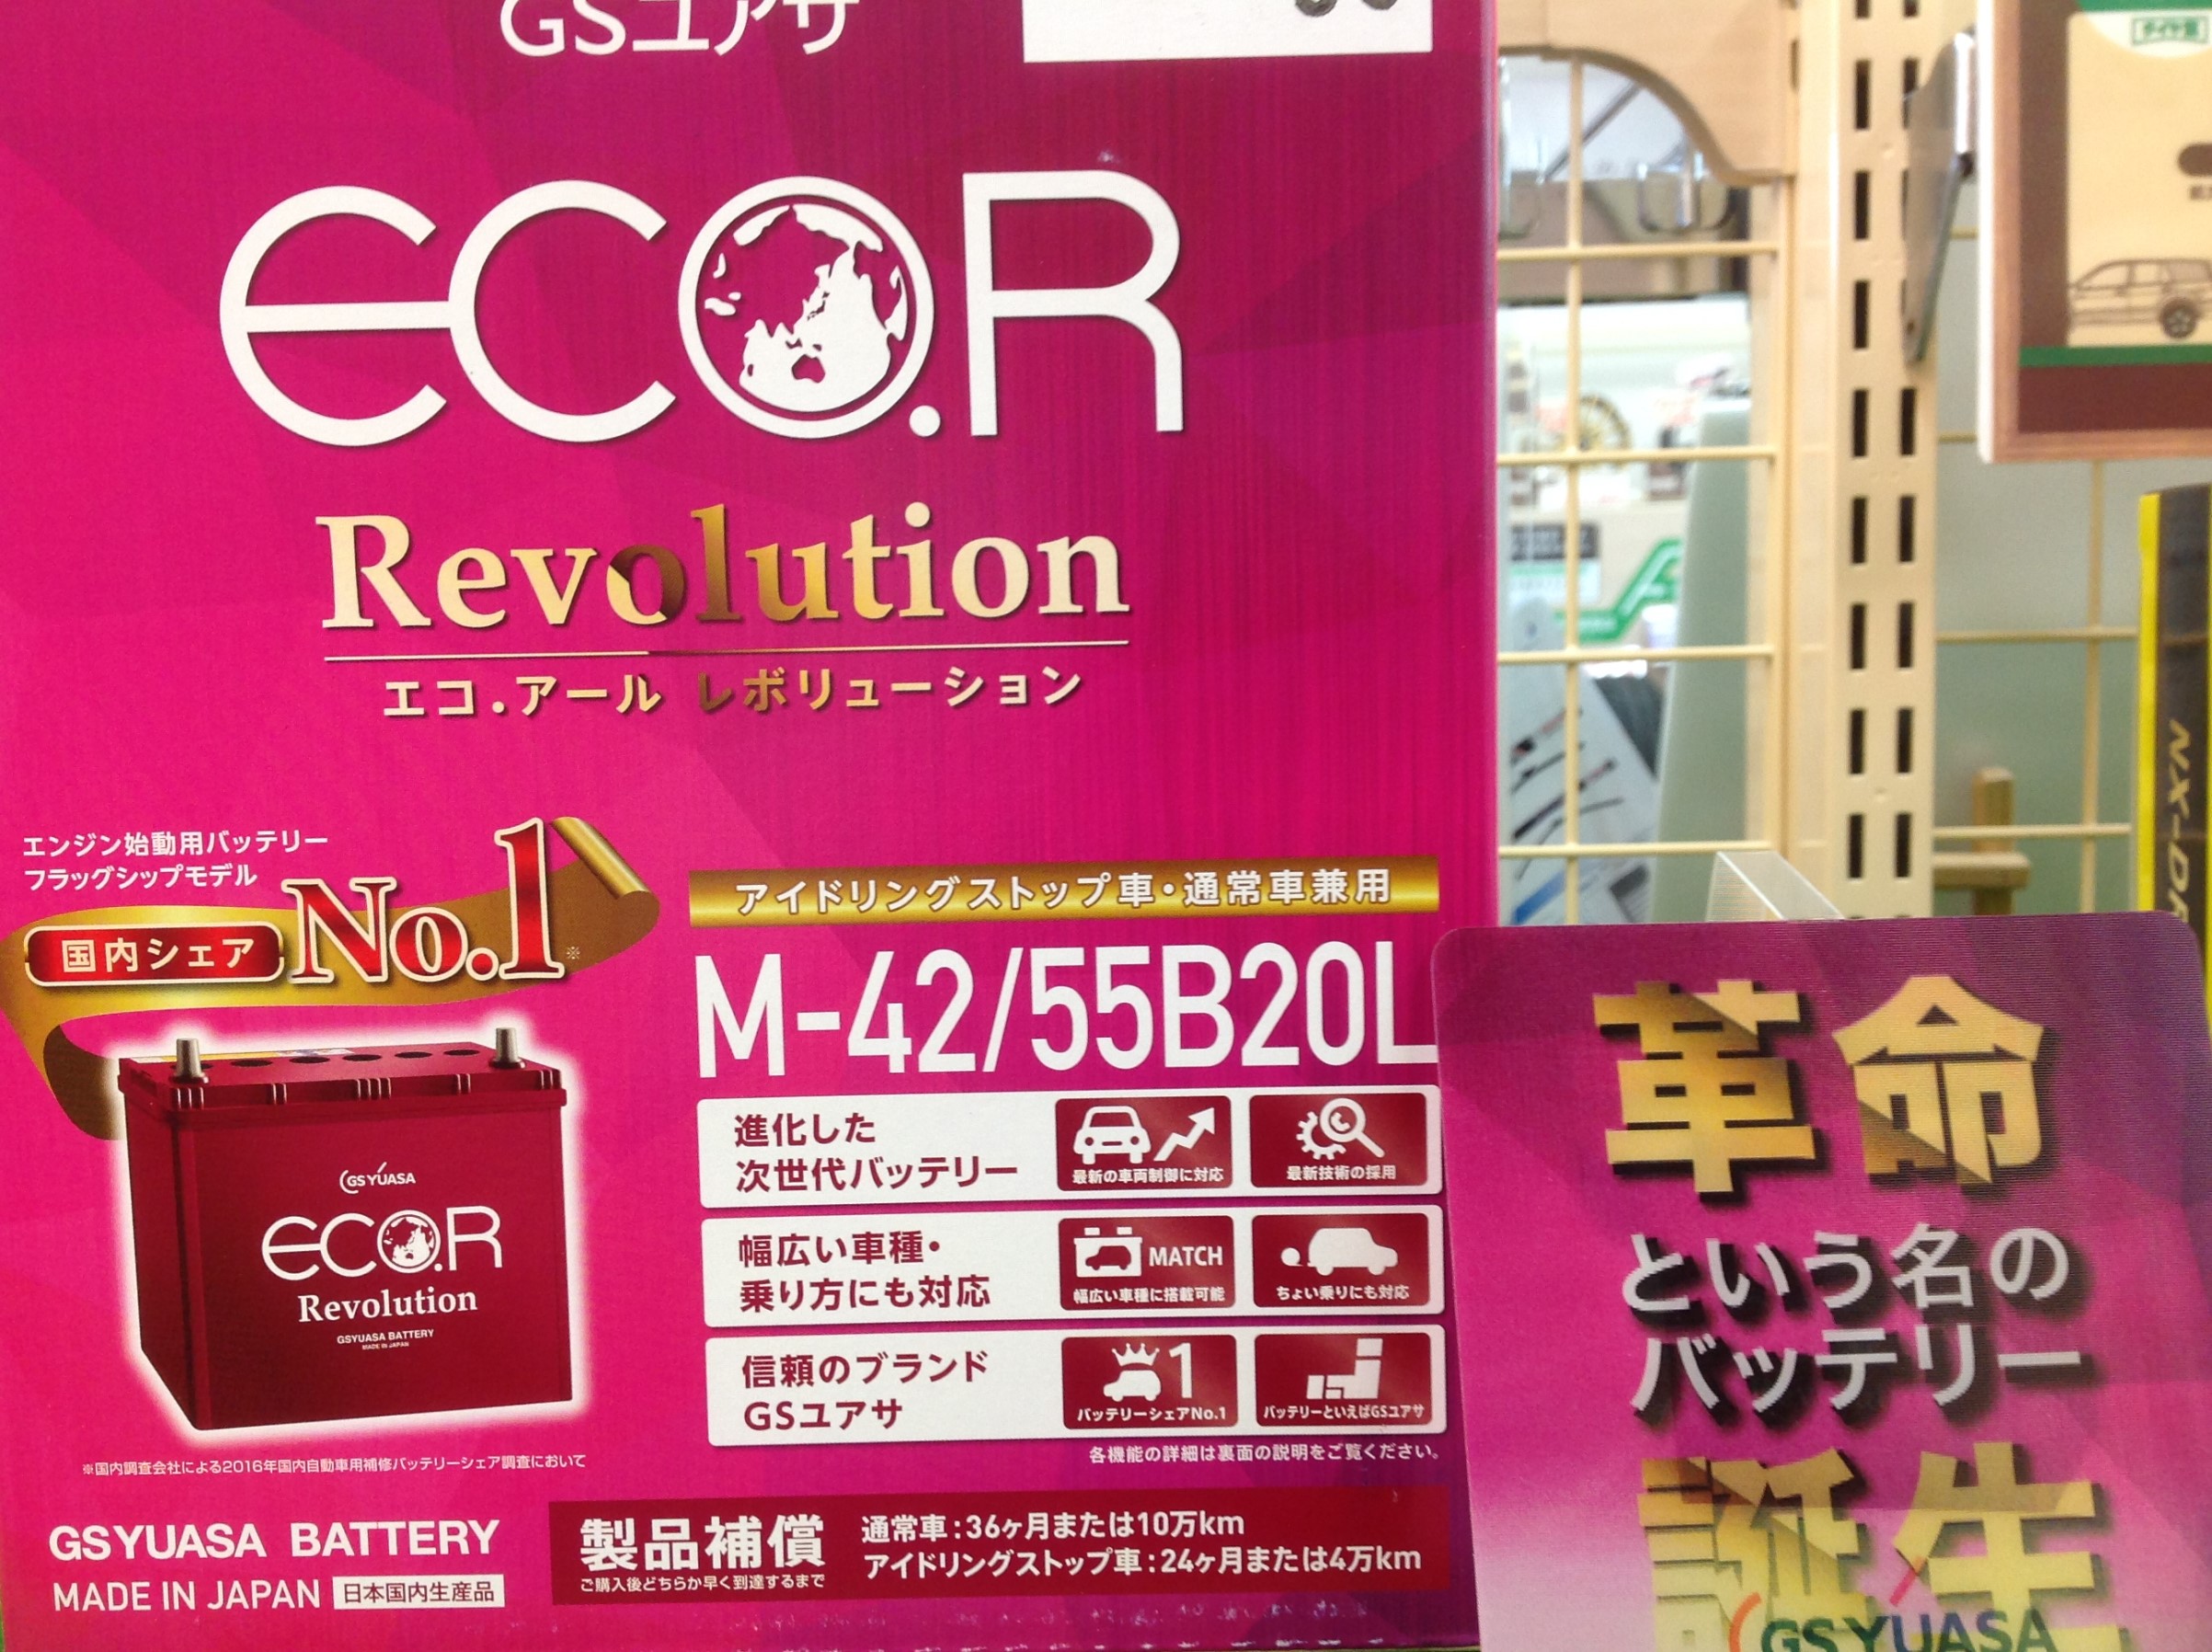 GSユアサ
eco.R
Revolution
エコ.アール レボリューション
エンジン始動用バッテリー
フラッグシップモデル
国内シェア No.1※
GSYUASA
eco.R
Revolution
GSYUASA BATTERY
MADE IN JAPAN
※国内調査会社による2016年国内自動車用補修バッテリーシェア調査において
GSYUASA BATTERY
MADE IN JAPAN 日本国内生産品
アイドリングストップ車・通常車兼用
M-42/55B20L
進化した
次世代バッテリー
最新の車両制御に対応
最新技術の採用
幅広い車種・
乗り方にも対応
MATCH
幅広い車種に搭載可能
ちょい乗りにも対応
信頼のブランド
GSユアサ
1
バッテリーシェアNo.1
バッテリーといえばGSユアサ
各機能の詳細は裏面の説明をご覧ください。
製品補償
ご購入後どちらか早く到達するまで
通常車:36ヶ月または10万km
アイドリングストップ車:24ヶ月または4万km
革命
という名の
バッテリー
誕生
GSYUASA